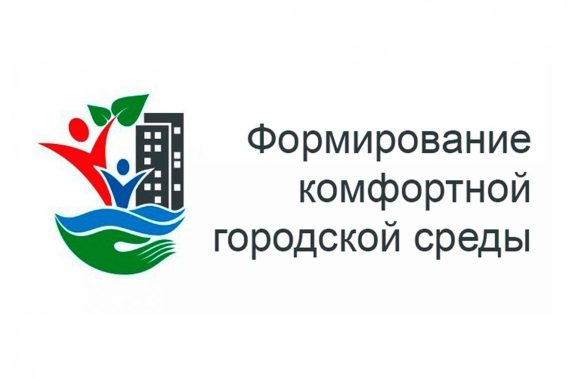 Формирование
комфортной
городской среды